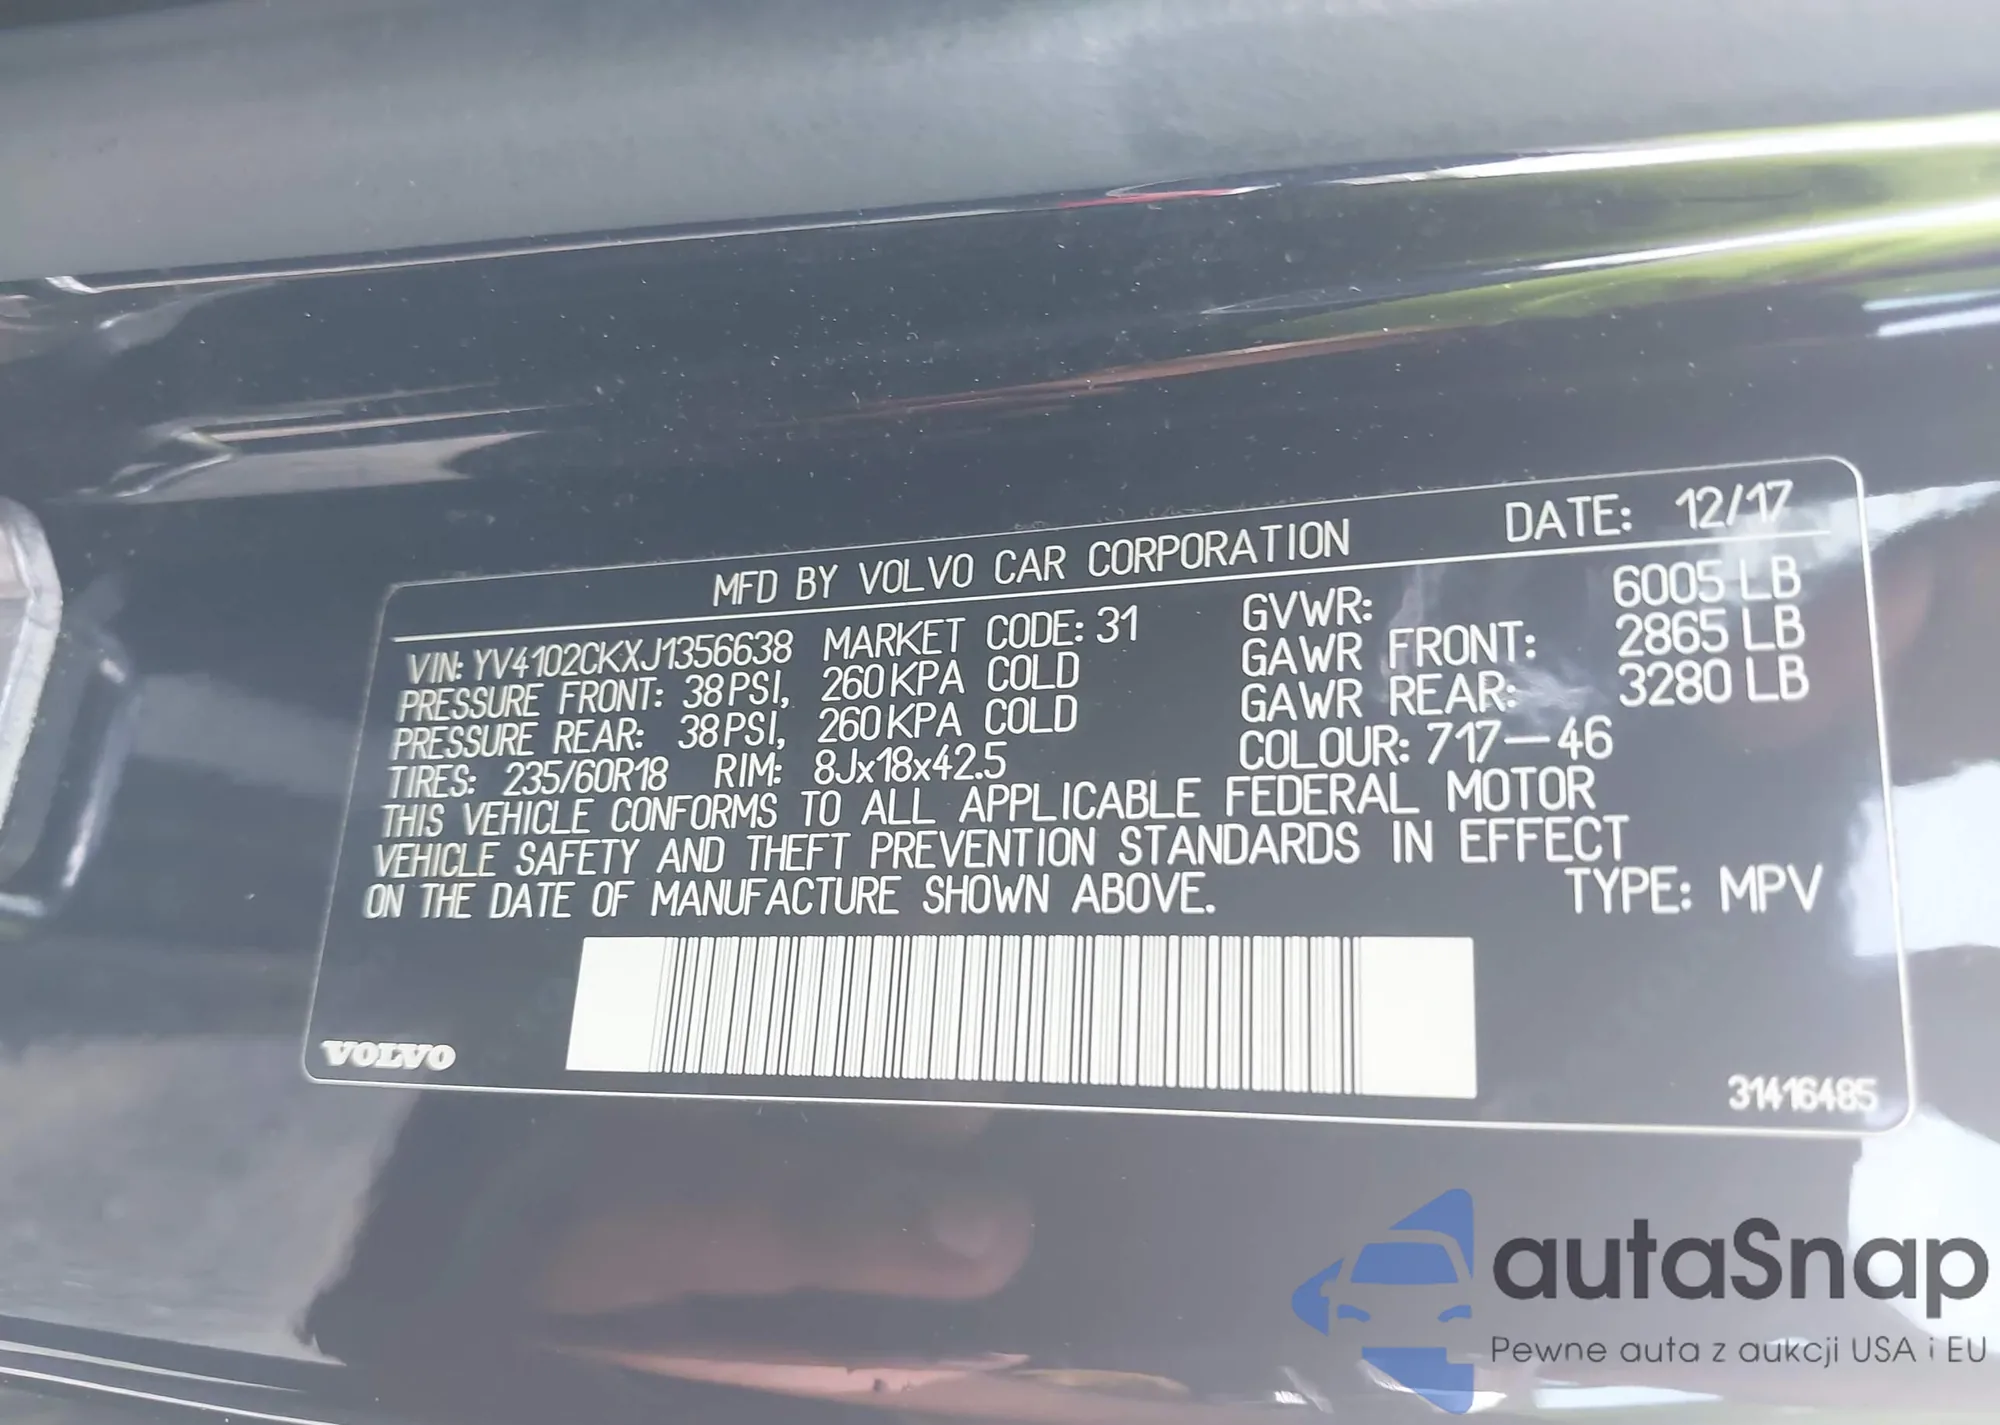 MFD BY VOLVO CAR CORPORATION DATE: 12/17
VIN: YV4102CKXJ1356638 MARKET CODE: 31 GVWR: 6005 LB
PRESSURE FRONT: 38 PSI, 260 KPA COLD GAWR FRONT: 2865 LB
PRESSURE REAR: 38 PSI, 260 KPA COLD GAWR REAR: 3280 LB
TIRES: 235/60R18 RIM: 8Jx18x42.5 COLOUR: 717-46
THIS VEHICLE CONFORMS TO ALL APPLICABLE FEDERAL MOTOR
VEHICLE SAFETY AND THEFT PREVENTION STANDARDS IN EFFECT
ON THE DATE OF MANUFACTURE SHOWN ABOVE. TYPE: MPV
VOLVO
31416485
autaSnap
Pewne auta z aukcji USA i EU